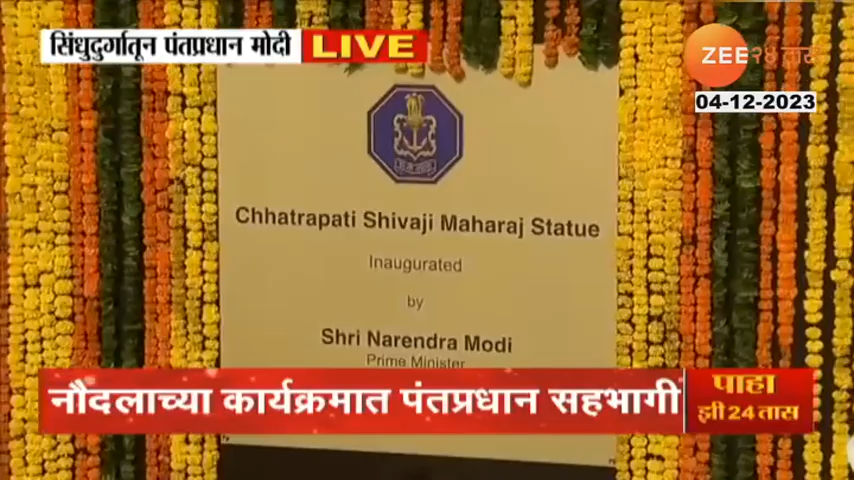 सिंधुदुर्गातून पंतप्रधान मोदी LIVE
ZEE २४ तास
04-12-2023
Chhatrapati Shivaji Maharaj Statue
Inaugurated
by
Shri Narendra Modi
Prime Minister
नौदलाच्या कार्यक्रमात पंतप्रधान सहभागी
पाहा
झी 24 तास